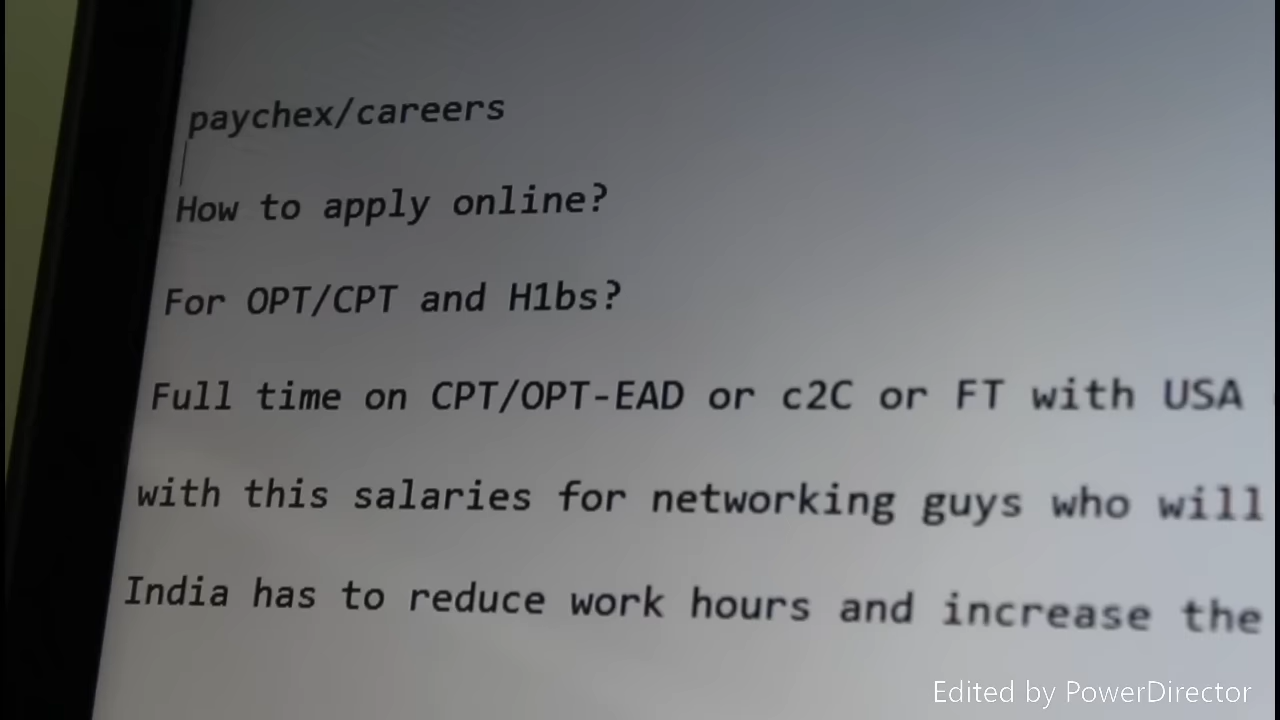 paychex/careers
How to apply online?
For OPT/CPT and H1bs?
Full time on CPT/OPT-EAD or c2C or FT with USA
with this salaries for networking guys who will
India has to reduce work hours and increase the
Edited by PowerDirector